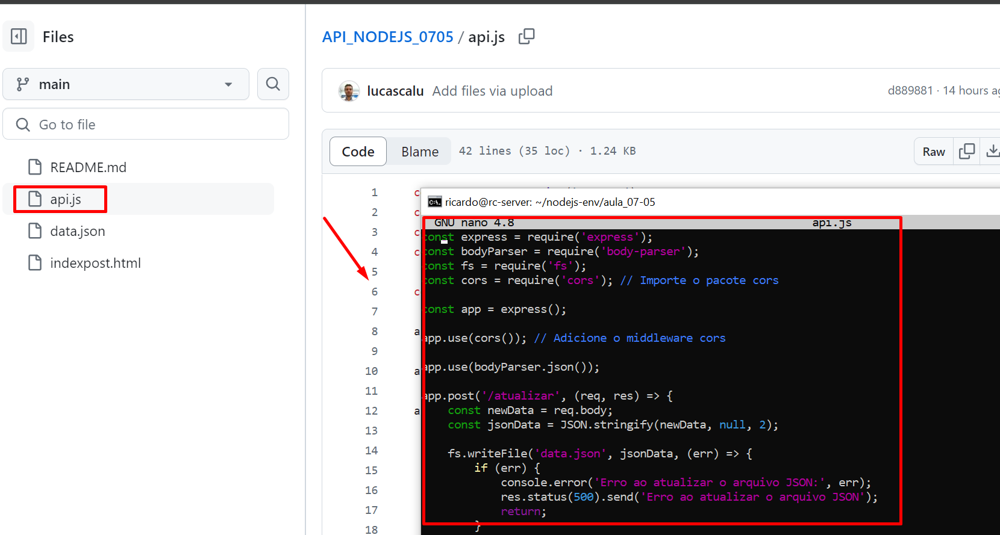 Files
main
Go to file
README.md
api.js
data.json
indexpost.html
API_NODEJS_0705 / api.js
lucascalu Add files via upload
d889881 · 14 hours
Code Blame 42 lines (35 loc) · 1.24 KB
Raw
1
2
3
4
5
6
7
8
9
10
11
12
13
14
15
16
17
18
c
c
c
c
c
a
a
a
ricardo@rc-server: ~/nodejs-env/aula_07-05
GNU nano 4.8 api.js
const express = require('express');
const bodyParser = require('body-parser');
const fs = require('fs');
const cors = require('cors'); // Importe o pacote cors
const app = express();
app.use(cors()); // Adicione o middleware cors
app.use(bodyParser.json());
app.post('/atualizar', (req, res) => {
const newData = req.body;
const jsonData = JSON.stringify(newData, null, 2);
fs.writeFile('data.json', jsonData, (err) => {
if (err) {
console.error('Erro ao atualizar o arquivo JSON:', err);
res.status(500).send('Erro ao atualizar o arquivo JSON');
return;
}